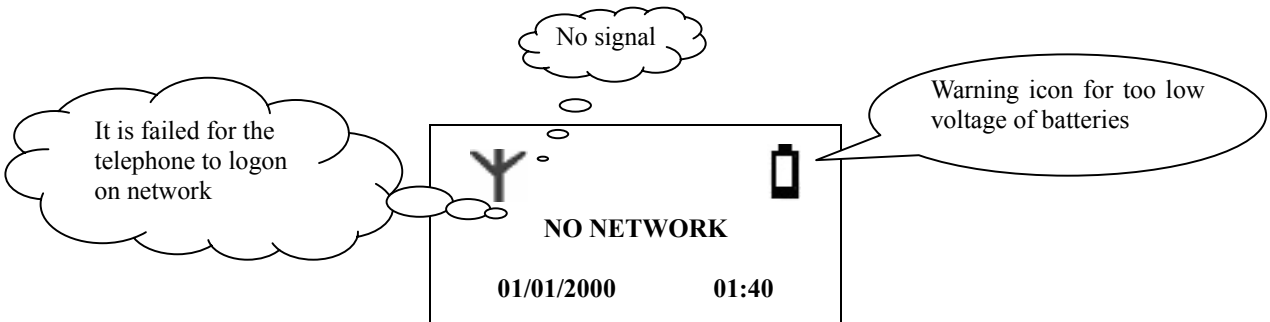 No signal
Warning icon for too low
voltage of batteries
It is failed for the
telephone to logon
on network
NO NETWORK
01/01/2000 01:40